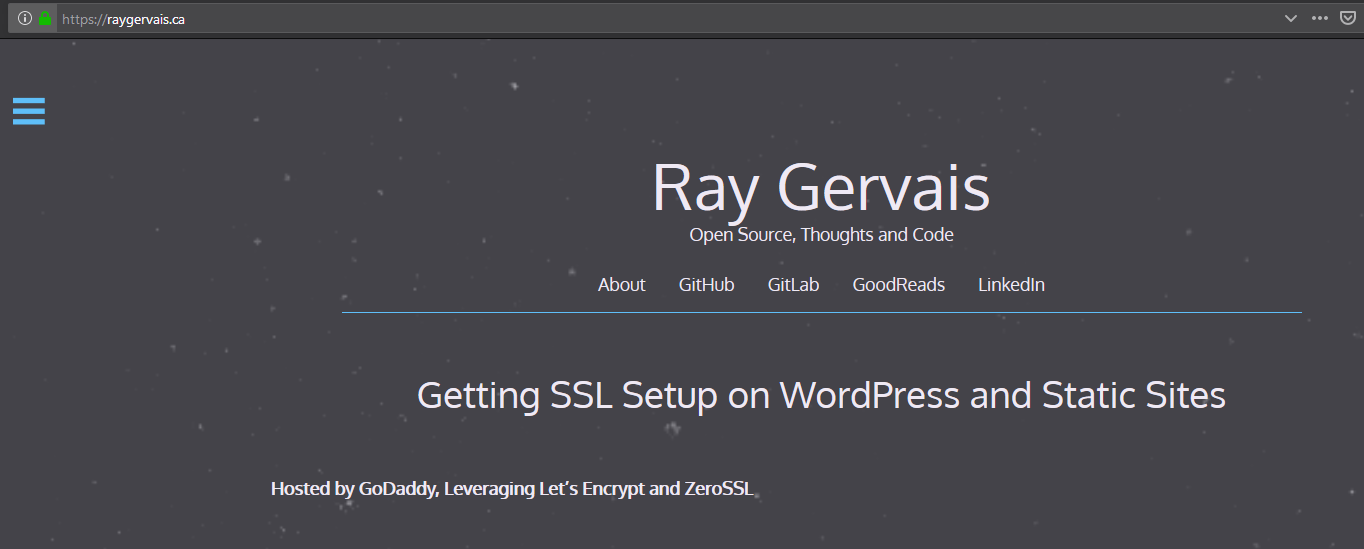 https://raygervais.ca
Ray Gervais
Open Source, Thoughts and Code
About GitHub GitLab GoodReads LinkedIn
Getting SSL Setup on WordPress and Static Sites
Hosted by GoDaddy, Leveraging Let’s Encrypt and ZeroSSL